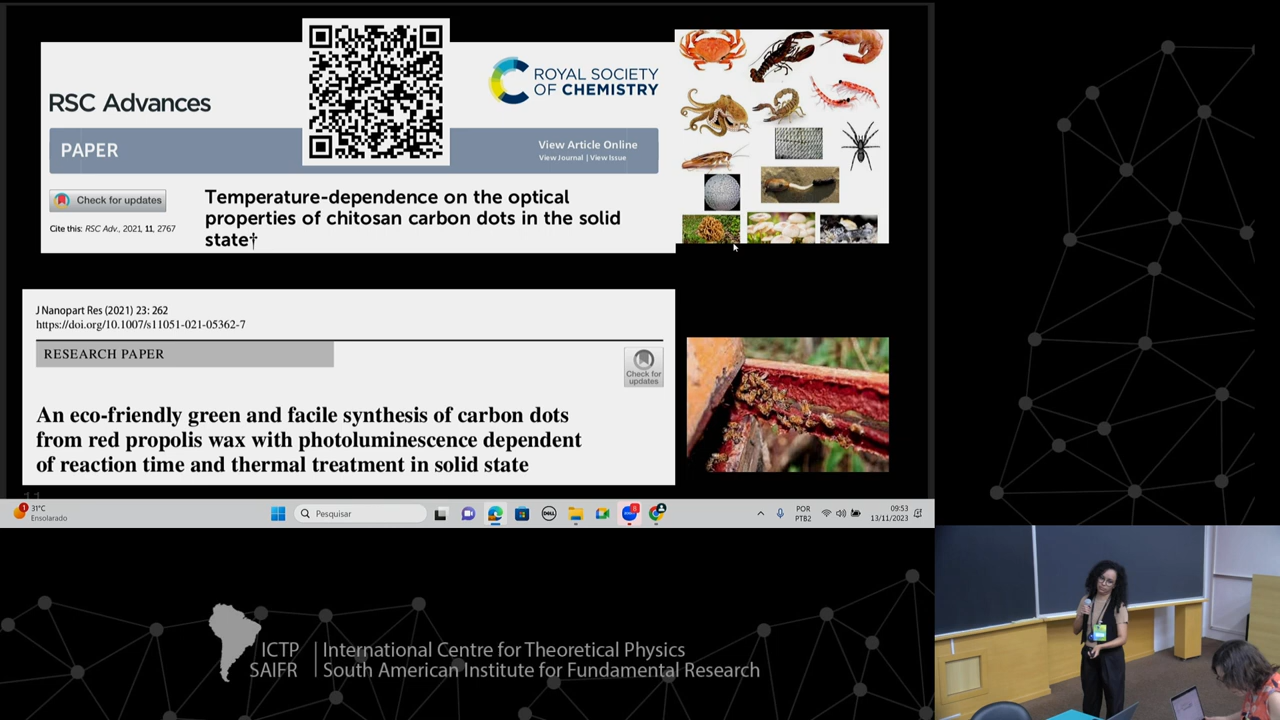 RSC Advances
ROYAL SOCIETY
OF CHEMISTRY
PAPER
View Article Online
View Journal | View Issue
Check for updates
Cite this: RSC Adv., 2021, 11, 2767
Temperature-dependence on the optical
properties of chitosan carbon dots in the solid
state†
J Nanopart Res (2021) 23: 262
https://doi.org/10.1007/s11051-021-05362-7
RESEARCH PAPER
Check for
updates
An eco-friendly green and facile synthesis of carbon dots
from red propolis wax with photoluminescence dependent
of reaction time and thermal treatment in solid state
11
1
31°C
Ensolarado
Pesquisar
DELL
8
POR
PTB2
09:53
13/11/2023
ICTP
SAIFR
International Centre for Theoretical Physics
South American Institute for Fundamental Research